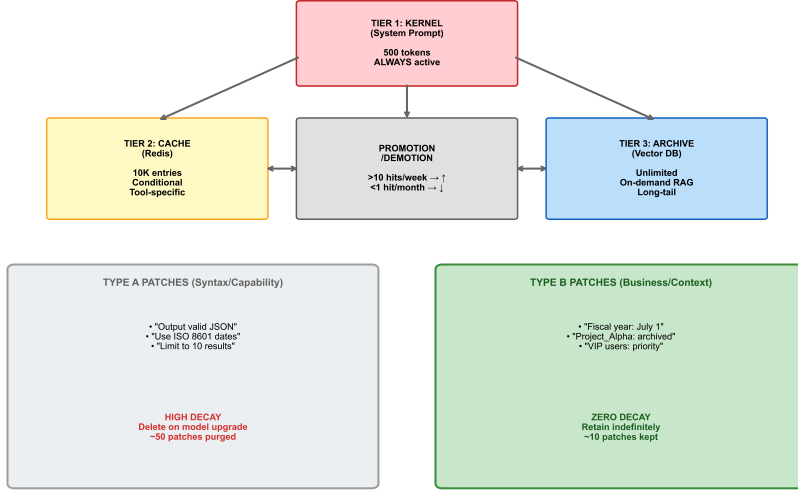 TIER 1: KERNEL
(System Prompt)
500 tokens
ALWAYS active
TIER 2: CACHE
(Redis)
10K entries
Conditional
Tool-specific
PROMOTION
/DEMOTION
>10 hits/week → ↑
<1 hit/month → ↓
TIER 3: ARCHIVE
(Vector DB)
Unlimited
On-demand RAG
Long-tail
TYPE A PATCHES (Syntax/Capability)
• "Output valid JSON"
• "Use ISO 8601 dates"
• "Limit to 10 results"
HIGH DECAY
Delete on model upgrade
~50 patches purged
TYPE B PATCHES (Business/Context)
• "Fiscal year: July 1"
• "Project_Alpha: archived"
• "VIP users: priority"
ZERO DECAY
Retain indefinitely
~10 patches kept